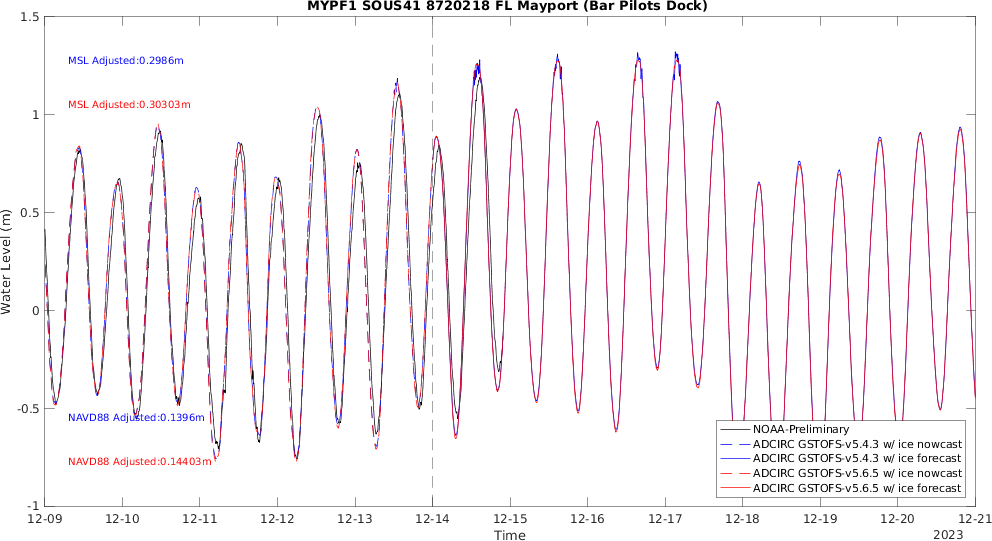 MYPF1 SOUS41 8720218 FL Mayport (Bar Pilots Dock)
1.5
1
0.5
0
-0.5
-1
Water Level (m)
MSL Adjusted:0.2986m
MSL Adjusted:0.30303m
NAVD88 Adjusted:0.1396m
NAVD88 Adjusted:0.14403m
NOAA-Preliminary
ADCIRC GSTOFS-v5.4.3 w/ ice nowcast
ADCIRC GSTOFS-v5.4.3 w/ ice forecast
ADCIRC GSTOFS-v5.6.5 w/ ice nowcast
ADCIRC GSTOFS-v5.6.5 w/ ice forecast
12-09 12-10 12-11 12-12 12-13 12-14 12-15 12-16 12-17 12-18 12-19 12-20 12-21
Time
2023